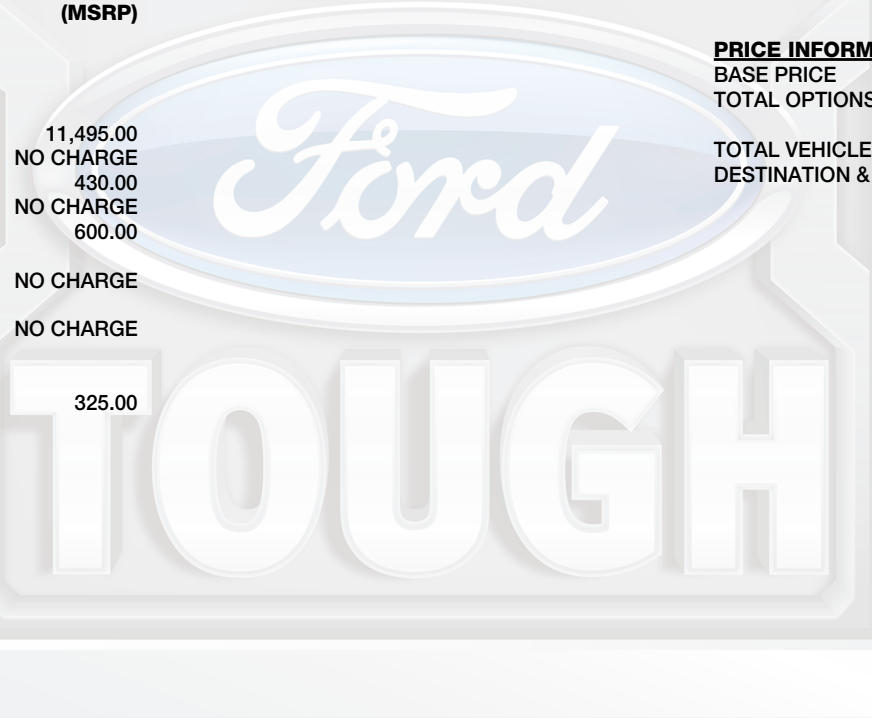 (MSRP)
11,495.00
NO CHARGE
430.00
NO CHARGE
600.00
NO CHARGE
NO CHARGE
325.00
PRICE INFORM
BASE PRICE
TOTAL OPTIONS
TOTAL VEHICLE
DESTINATION &
Ford
TOUGH